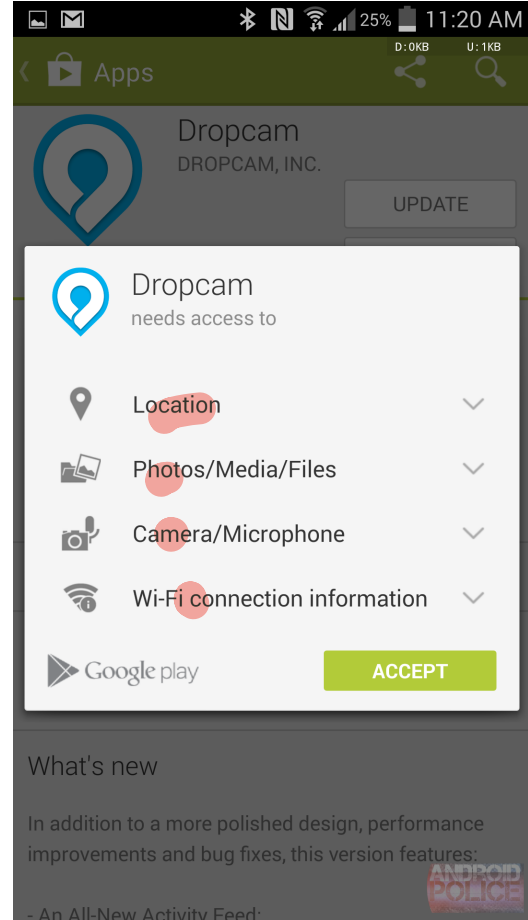 25% 11:20 AM
D:0KB U:1KB
Apps
Dropcam
DROPCAM, INC.
UPDATE
Dropcam
needs access to
Location
Photos/Media/Files
Camera/Microphone
Wi-Fi connection information
Google play
ACCEPT
What's new
In addition to a more polished design, performance
improvements and bug fixes, this version features:
- An All-New Activity Feed:
ANDROID
POLICE